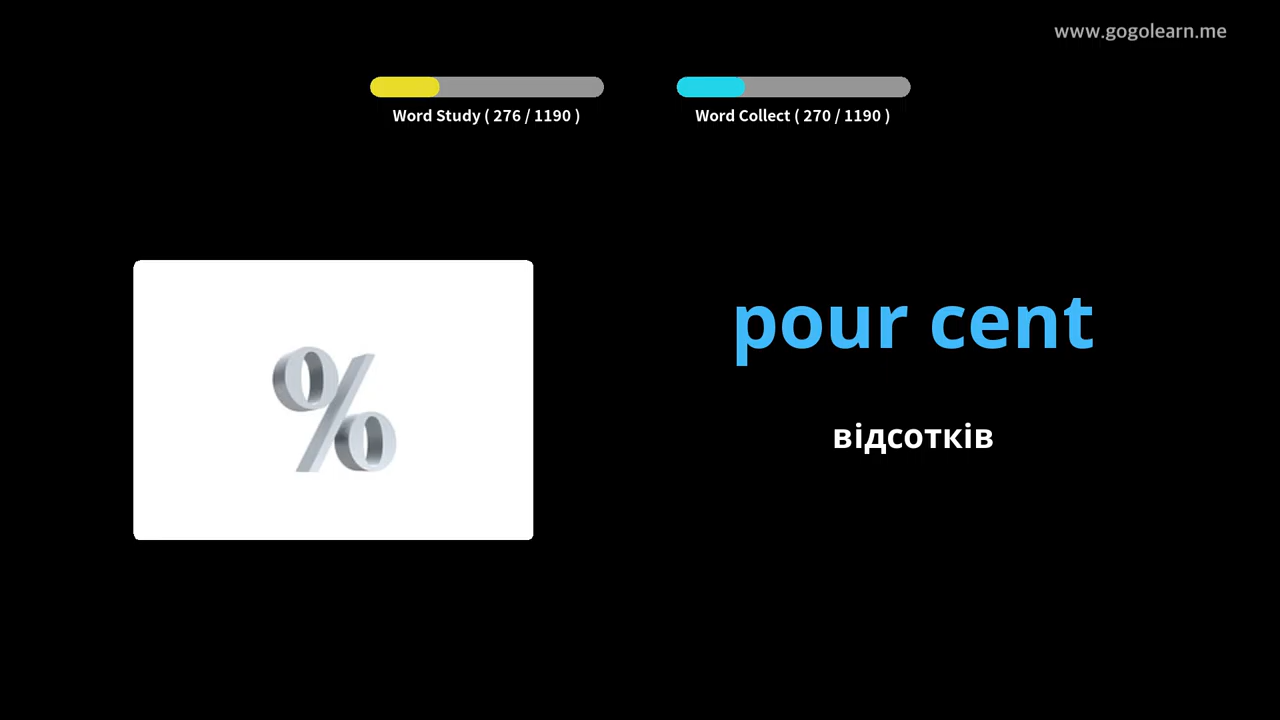 www.gogolearn.me
Word Study ( 276 / 1190 )
Word Collect ( 270 / 1190 )
%
pour cent
відсотків